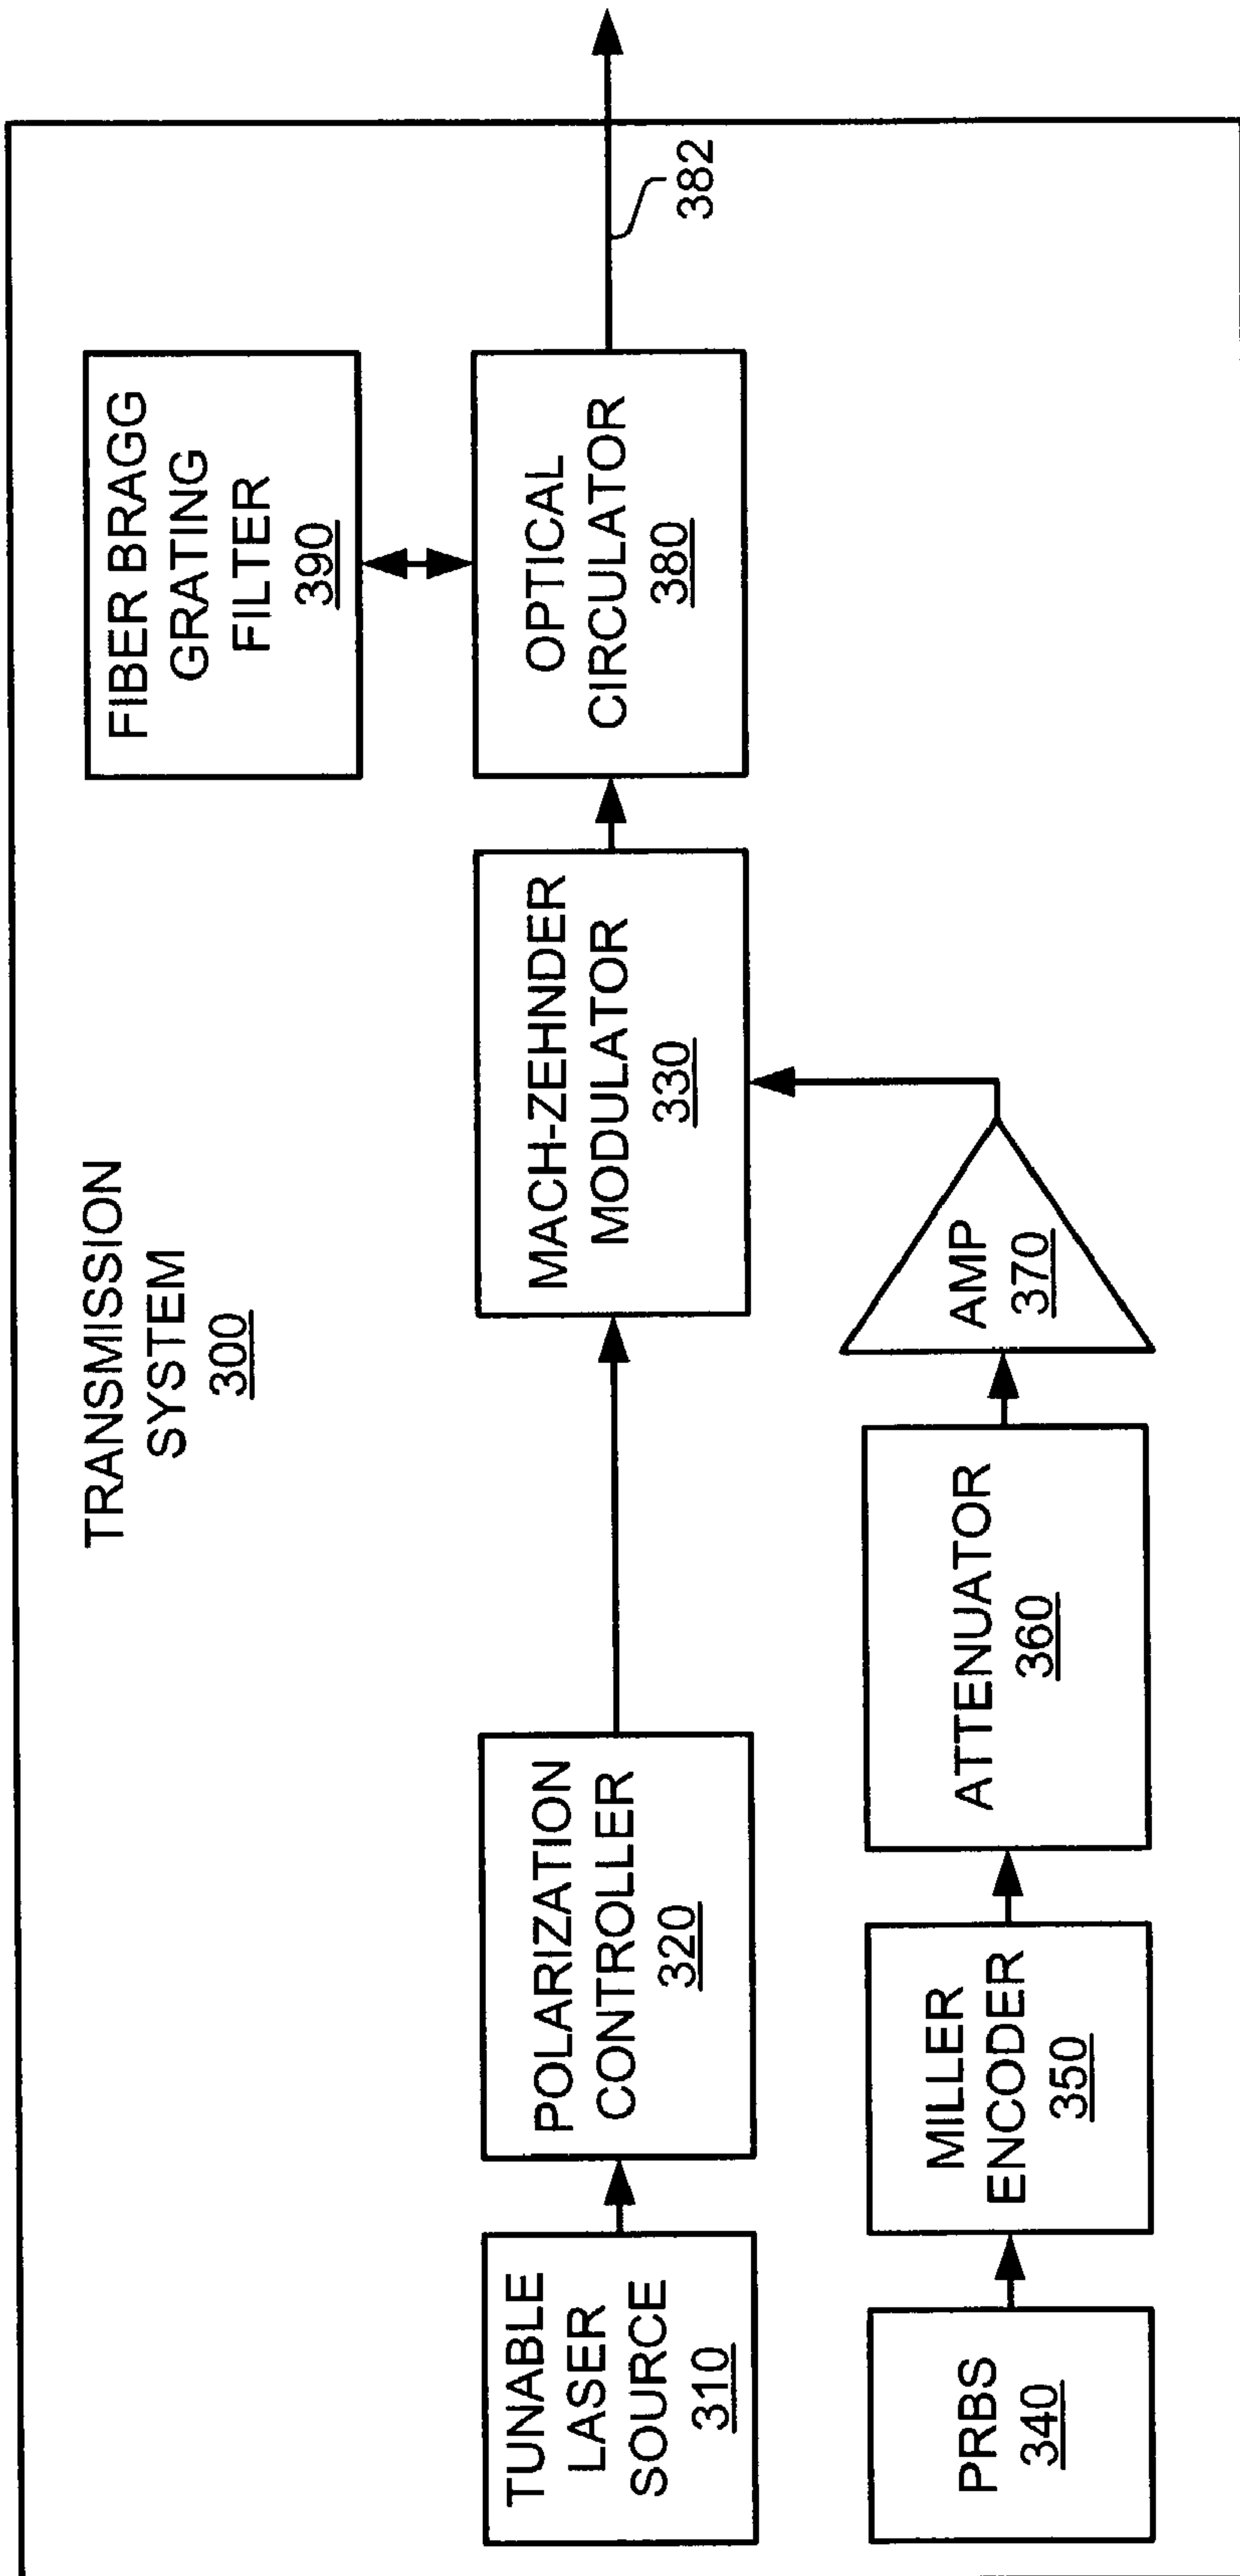 TRANSMISSION
SYSTEM
300
FIBER BRAGG
GRATING
FILTER
390
TUNABLE
LASER
SOURCE
310
POLARIZATION
CONTROLLER
320
MACH-ZEHNDER
MODULATOR
330
OPTICAL
CIRCULATOR
380
382
PRBS
340
MILLER
ENCODER
350
ATTENUATOR
360
AMP
370